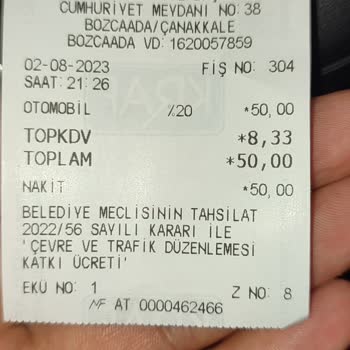 CUMHURİYET MEYDANI NO: 38
BOZCAADA/ÇANAKKALE
BOZCAADA VD: 1620057859
02-08-2023 FİŞ NO: 304
SAAT: 21:26
OTOMOBİL %20 *50,00
TOPKDV *8,33
TOPLAM *50,00
NAKİT *50,00
BELEDİYE MECLİSİNİN TAHSİLAT
2022/56 SAYILI KARARI İLE
'ÇEVRE VE TRAFİK DÜZENLEMESİ
KATKI ÜCRETİ'
EKÜ NO: 1 Z NO: 8
NF AT 0000462466